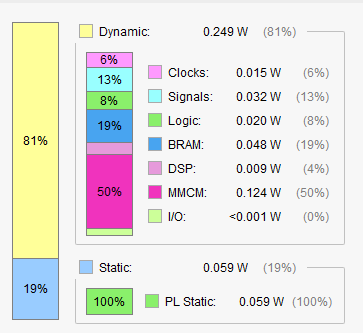 Dynamic: 0.249 W (81%)
6%
Clocks: 0.015 W (6%)
13%
Signals: 0.032 W (13%)
8%
Logic: 0.020 W (8%)
81%
19%
BRAM: 0.048 W (19%)
DSP: 0.009 W (4%)
50%
MMCM: 0.124 W (50%)
I/O: <0.001 W (0%)
19%
Static: 0.059 W (19%)
100%
PL Static: 0.059 W (100%)